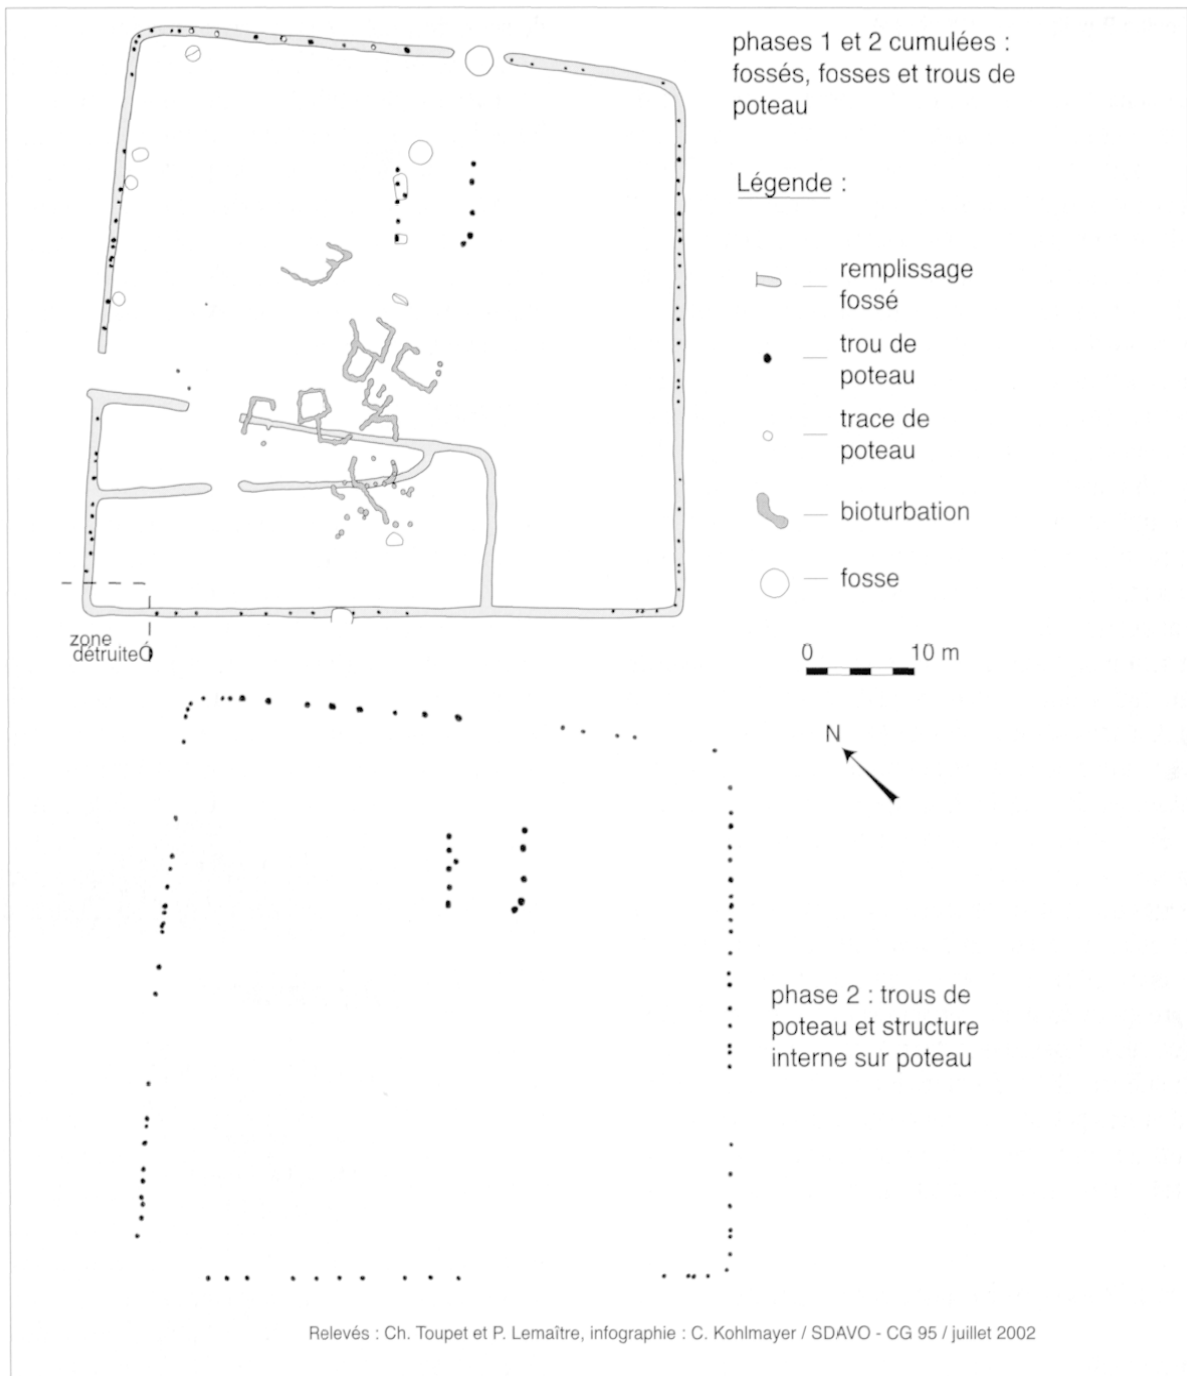 phases 1 et 2 cumulées :
fossés, fosses et trous de
poteau
Légende :
remplissage
fossé
trou de
poteau
trace de
poteau
bioturbation
fosse
0 10 m
zone
détruite
N
phase 2 : trous de
poteau et structure
interne sur poteau
Relevés : Ch. Toupet et P. Lemaître, infographie : C. Kohlmayer / SDAVO - CG 95 / juillet 2002